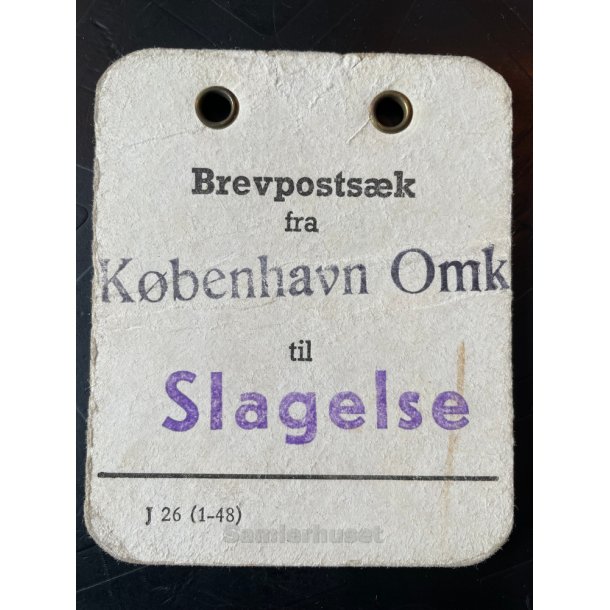 Brevpostsæk
fra
København Omk
til
Slagelse
J 26 (1-48)
Samlerhuset